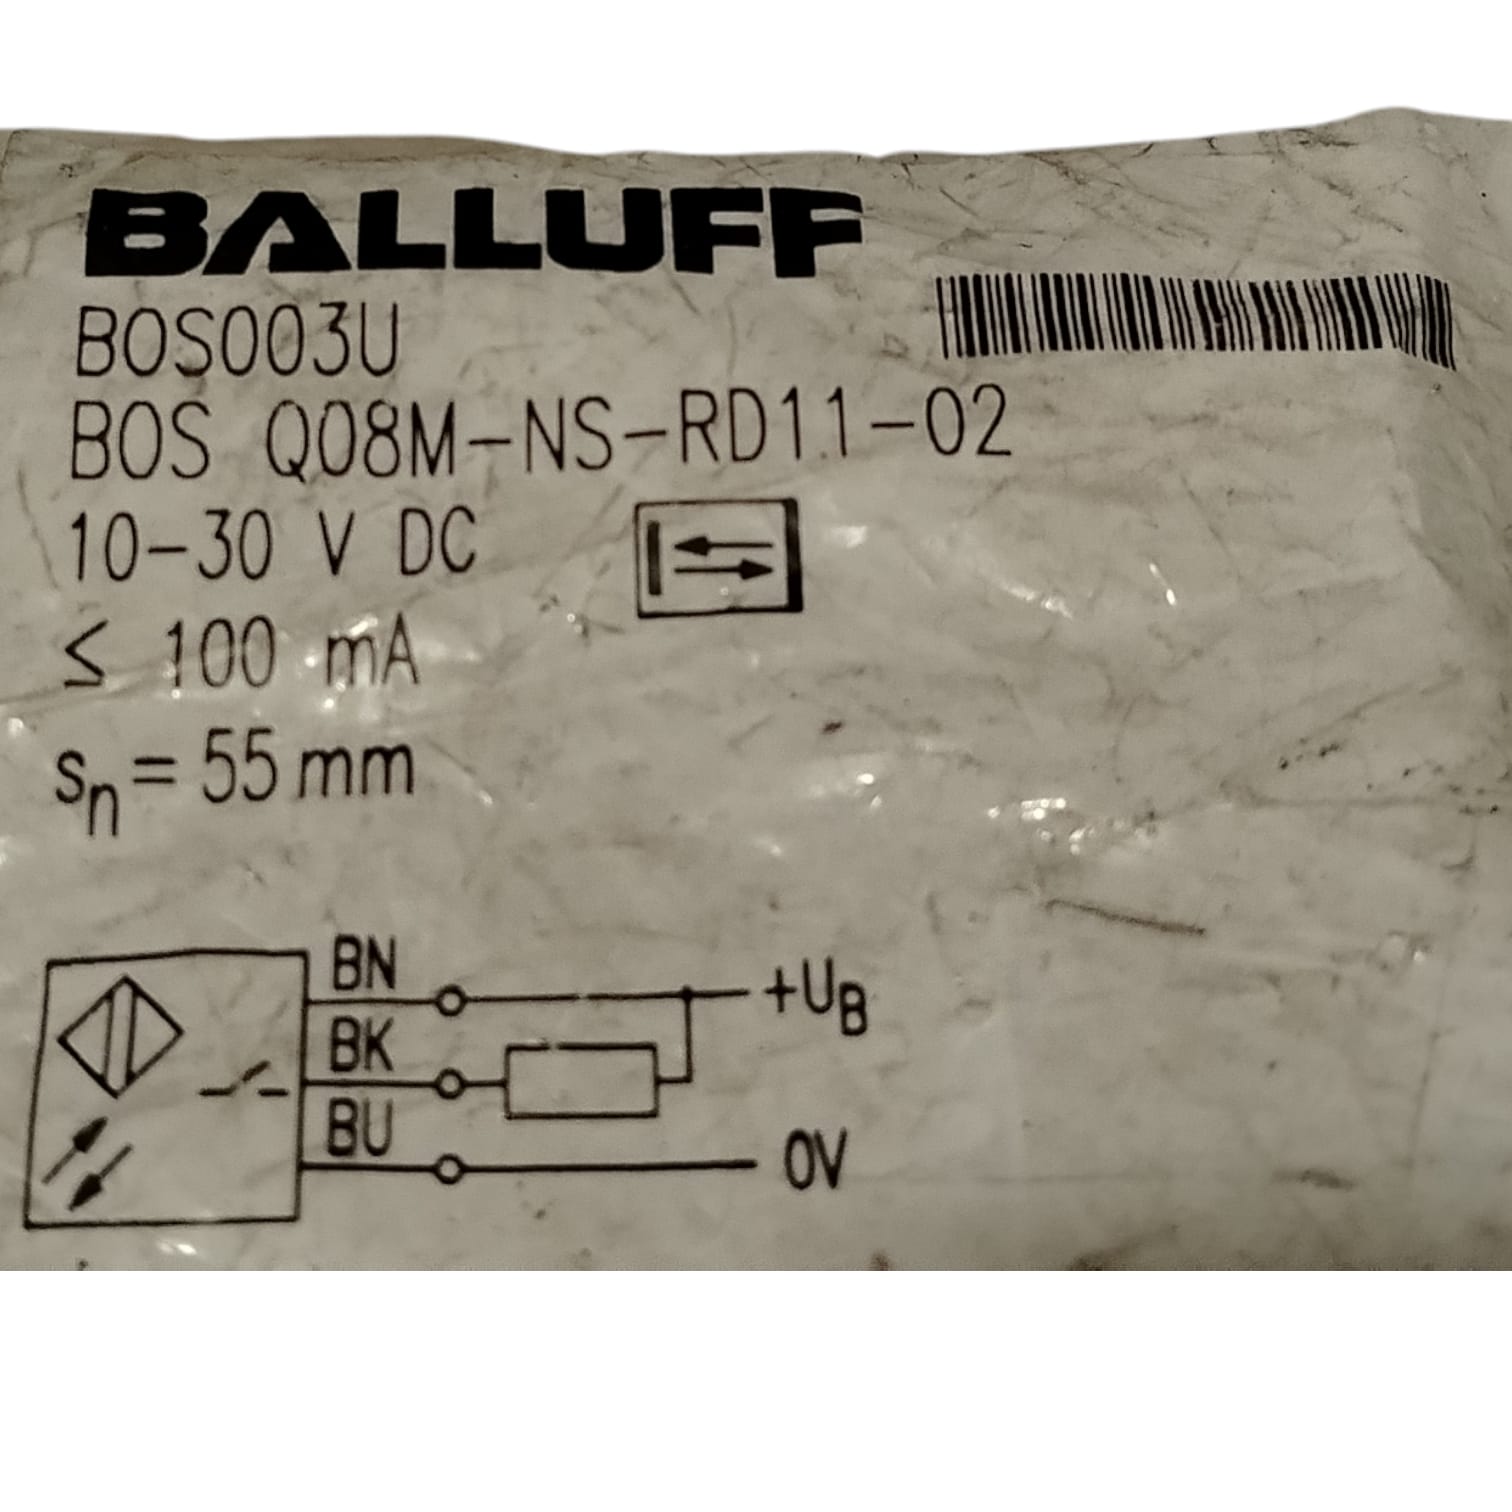 BALLUFF
BOS003U
BOS Q08M-NS-RD11-02
10-30 V DC
≤ 100 mA
sn = 55 mm
BN
+UB
BK
BU
0V